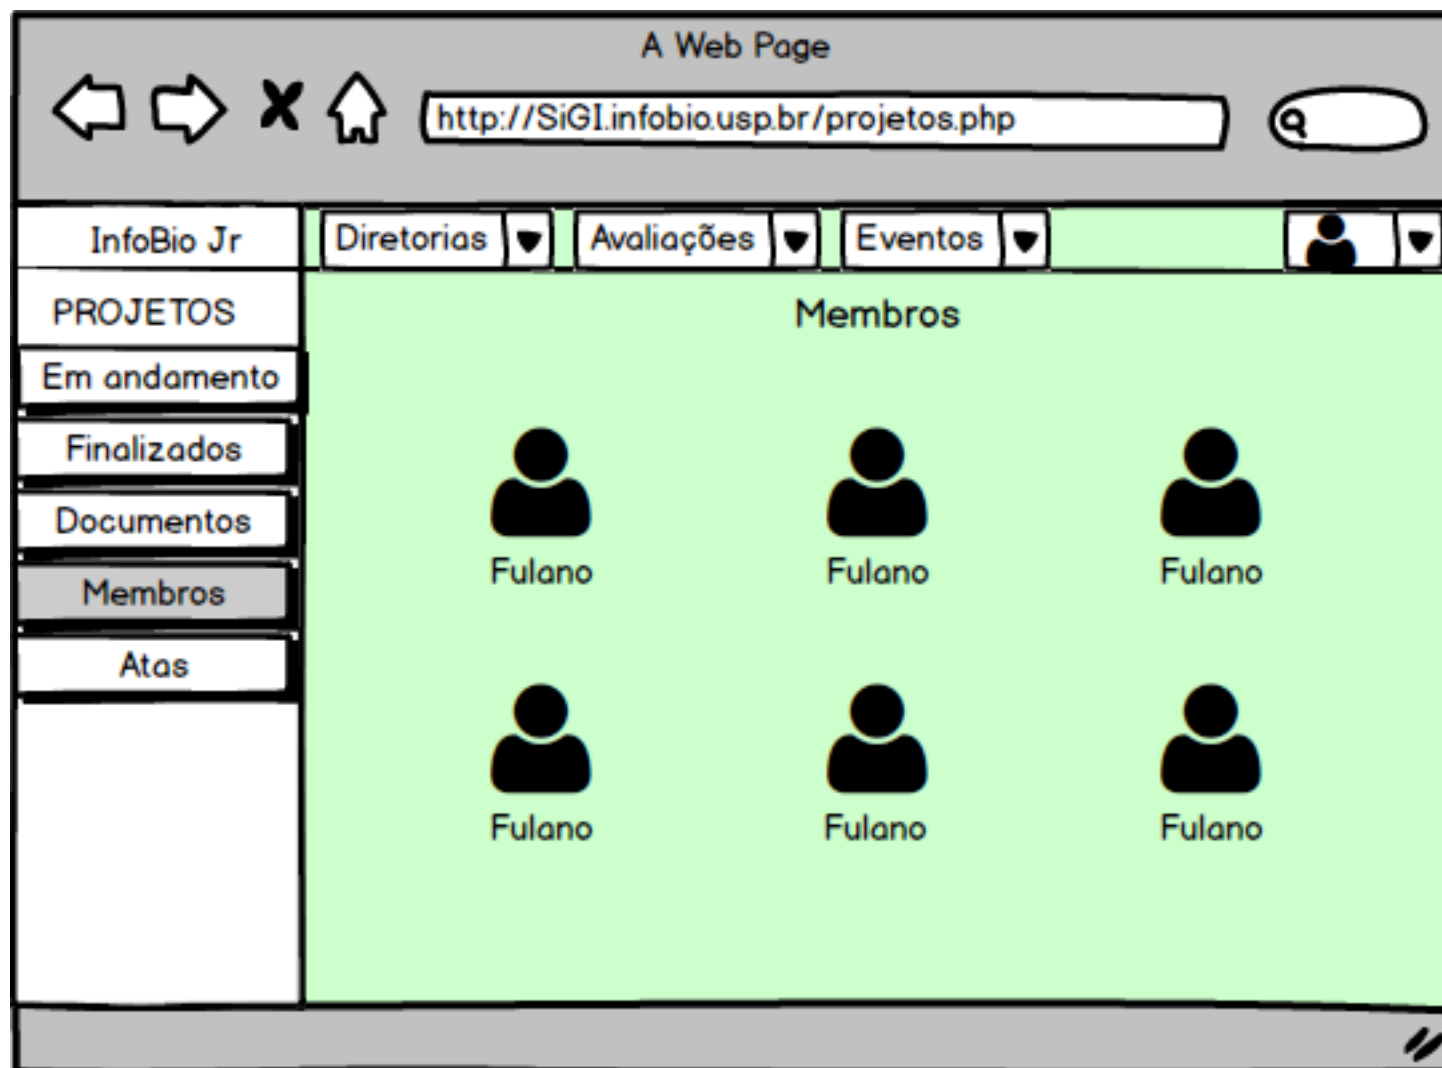 A Web Page
http://SiGI.infobio.usp.br/projetos.php
InfoBio Jr
Diretorias
Avaliações
Eventos
PROJETOS
Em andamento
Finalizados
Documentos
Membros
Atas
Membros
Fulano Fulano Fulano
Fulano Fulano Fulano